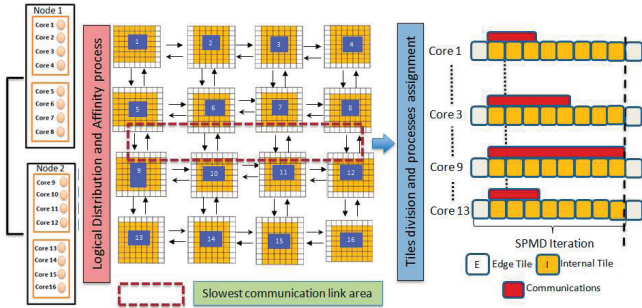 Node 1
Core 1
Core 2
Core 3
Core 4
Core 5
Core 6
Core 7
Core 8
Node 2
Core 9
Core 10
Core 11
Core 12
Core 13
Core 14
Core 15
Core16
Logical Distribution and Affinity process
1
2
3
4
5
6
7
8
9
10
11
12
13
14
15
16
Slowest communication link area
Tiles division and processes assignment
Core 1
Core 3
Core 9
Core 13
SPMD Iteration
E Edge Tile
I Internal Tile
Communications